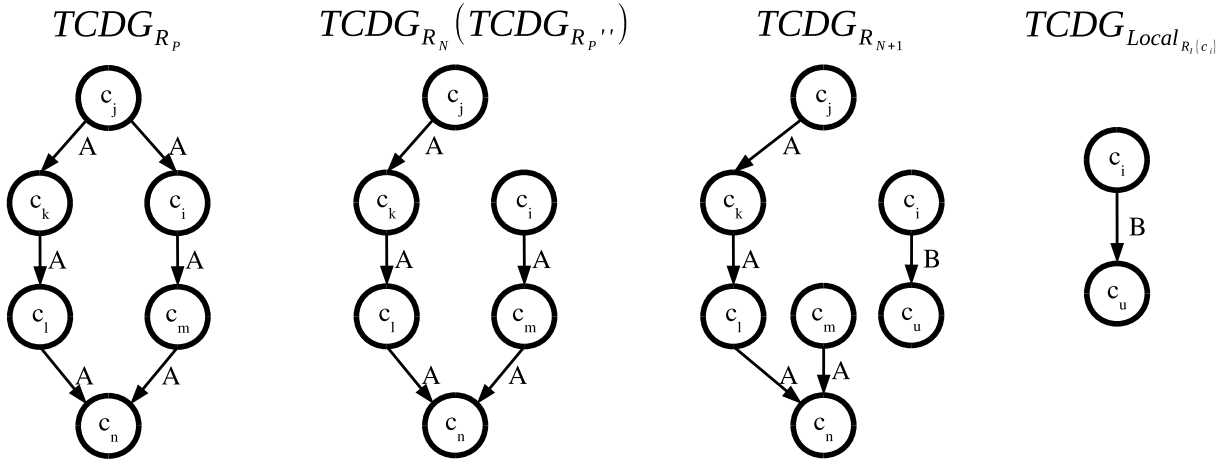 TCDG_{R_P} TCDG_{R_N}(TCDG_{R_P''}) TCDG_{R_{N+1}} TCDG_{Local_{R_I{c_i}}}
c_j c_j c_j
A A A A c_i
c_k c_i c_k c_i c_k c_i
B
A A A A A B
c_l c_m c_l c_m c_l c_m c_u c_u
A A A A A A
c_n c_n c_n